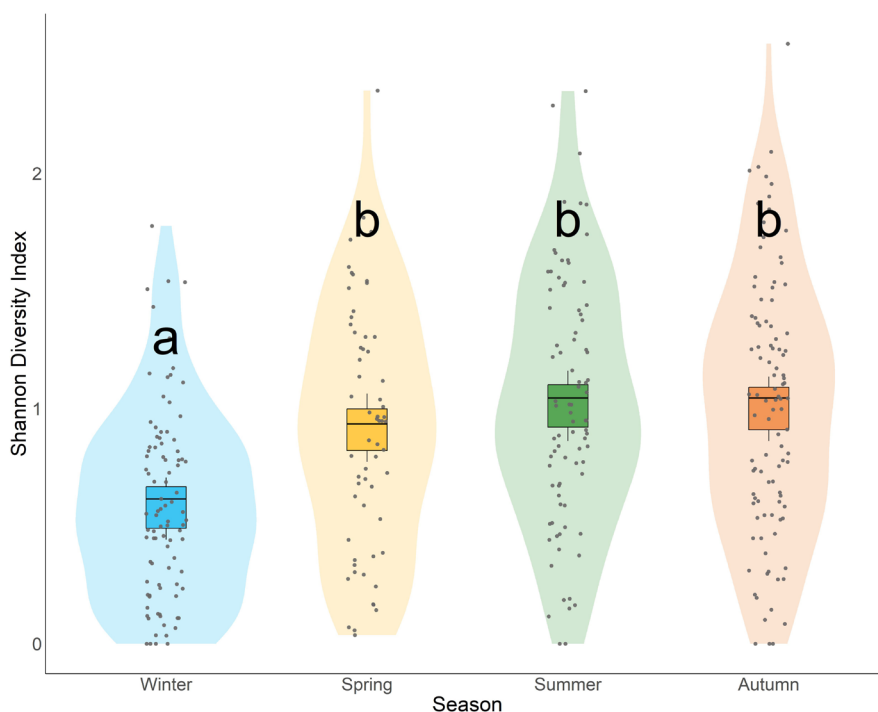 2
1
0
Shannon Diversity Index
a
b
b
b
Winter
Spring
Summer
Autumn
Season